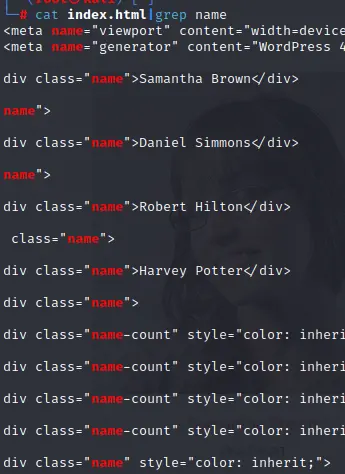 # cat index.html|grep name
<meta name="viewport" content="width=device
<meta name="generator" content="WordPress 4
div class="name">Samantha Brown</div>
name">
div class="name">Daniel Simmons</div>
name">
div class="name">Robert Hilton</div>
class="name">
div class="name">Harvey Potter</div>
div class="name">
div class="name-count" style="color: inheri
div class="name-count" style="color: inheri
div class="name-count" style="color: inheri
div class="name-count" style="color: inheri
div class="name" style="color: inherit;">